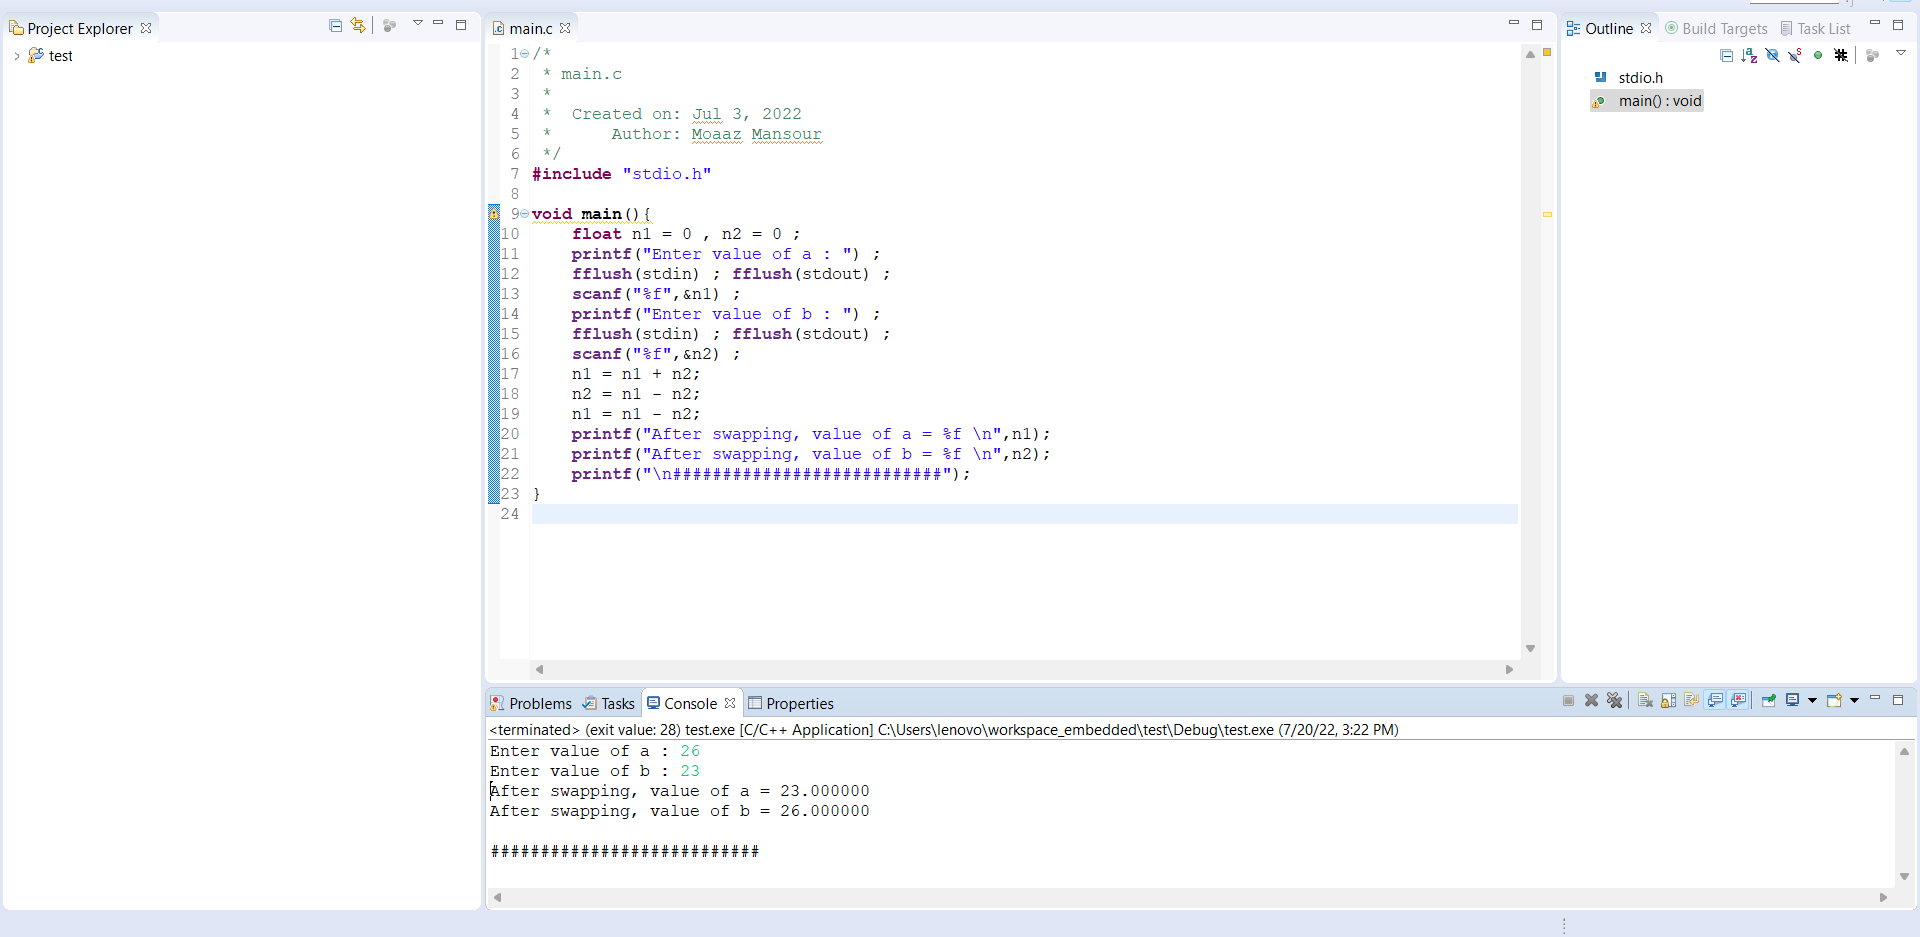 Project Explorer
test
main.c
1 /*
2 * main.c
3 *
4 * Created on: Jul 3, 2022
5 * Author: Moaaz Mansour
6 */
7 #include "stdio.h"
8
9 void main(){
10 float n1 = 0 , n2 = 0 ;
11 printf("Enter value of a : ") ;
12 fflush(stdin) ; fflush(stdout) ;
13 scanf("%f",&n1) ;
14 printf("Enter value of b : ") ;
15 fflush(stdin) ; fflush(stdout) ;
16 scanf("%f",&n2) ;
17 n1 = n1 + n2;
18 n2 = n1 - n2;
19 n1 = n1 - n2;
20 printf("After swapping, value of a = %f \n",n1);
21 printf("After swapping, value of b = %f \n",n2);
22 printf("\n###########################");
23 }
24
Outline Build Targets Task List
stdio.h
main() : void
Problems Tasks Console Properties
<terminated> (exit value: 28) test.exe [C/C++ Application] C:\Users\lenovo\workspace_embedded\test\Debug\test.exe (7/20/22, 3:22 PM)
Enter value of a : 26
Enter value of b : 23
After swapping, value of a = 23.000000
After swapping, value of b = 26.000000
###########################